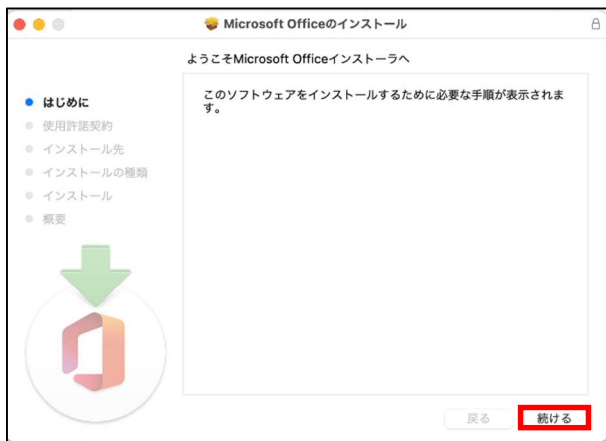 Microsoft Officeのインストール
ようこそMicrosoft Officeインストーラへ
はじめに
使用許諾契約
インストール先
インストールの種類
インストール
概要
このソフトウェアをインストールするために必要な手順が表示されま
す。
戻る
続ける